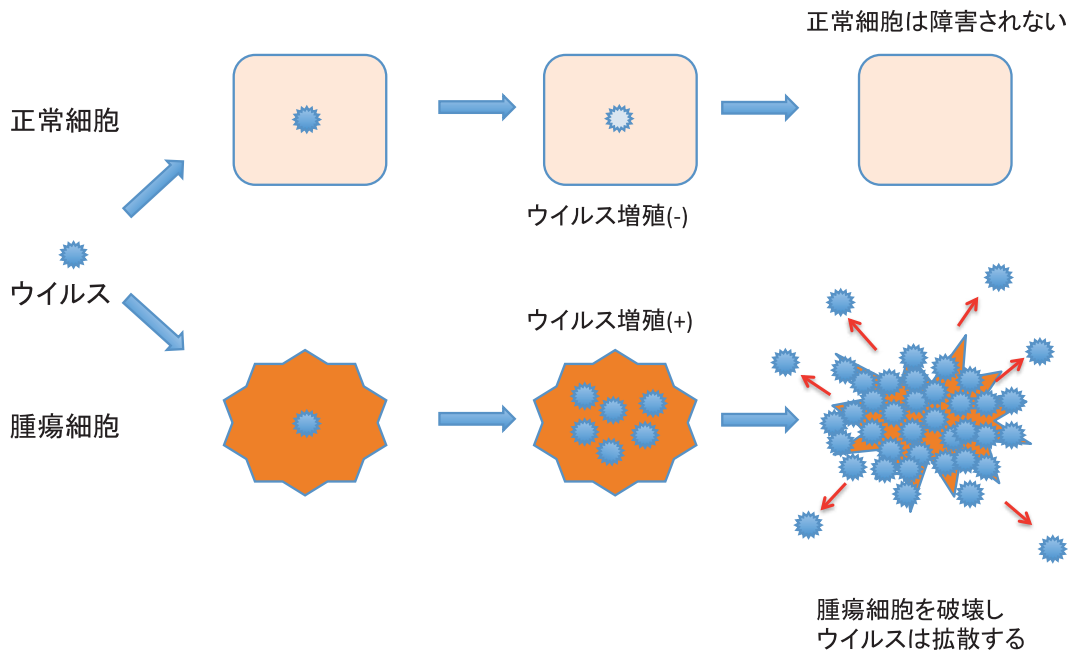 正常細胞は障害されない
正常細胞
ウイルス増殖(-)
ウイルス
ウイルス増殖(+)
腫瘍細胞
腫瘍細胞を破壊し
ウイルスは拡散する